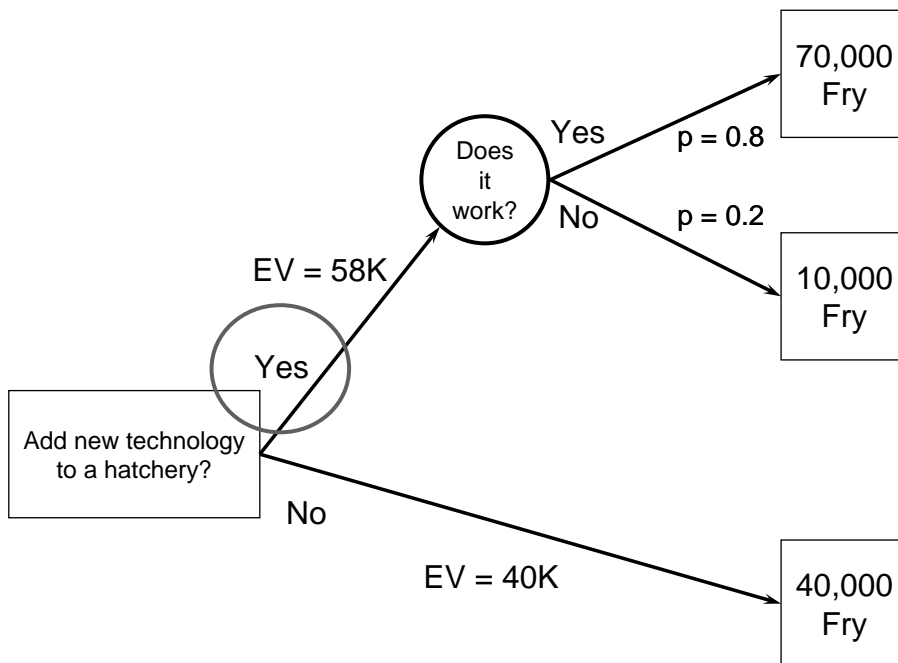 70,000
Fry
Yes
p = 0.8
Does
it
work?
No
p = 0.2
EV = 58K
10,000
Fry
Yes
Add new technology
to a hatchery?
No
EV = 40K
40,000
Fry